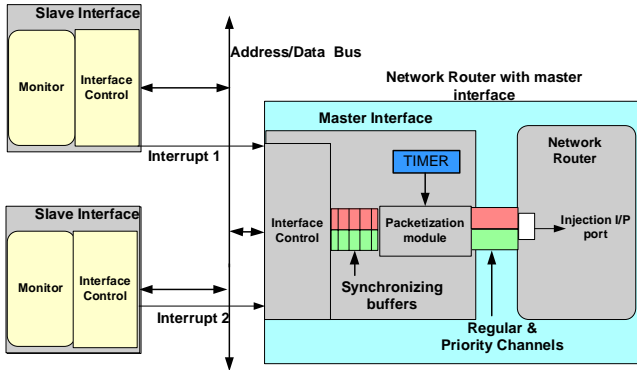 Slave Interface
Monitor
Interface
Control
Address/Data Bus
Interrupt 1
Network Router with master
interface
Master Interface
Network
Router
TIMER
Interface
Control
Packetization
module
Injection I/P
port
Synchronizing
buffers
Regular &
Priority Channels
Slave Interface
Monitor
Interface
Control
Interrupt 2